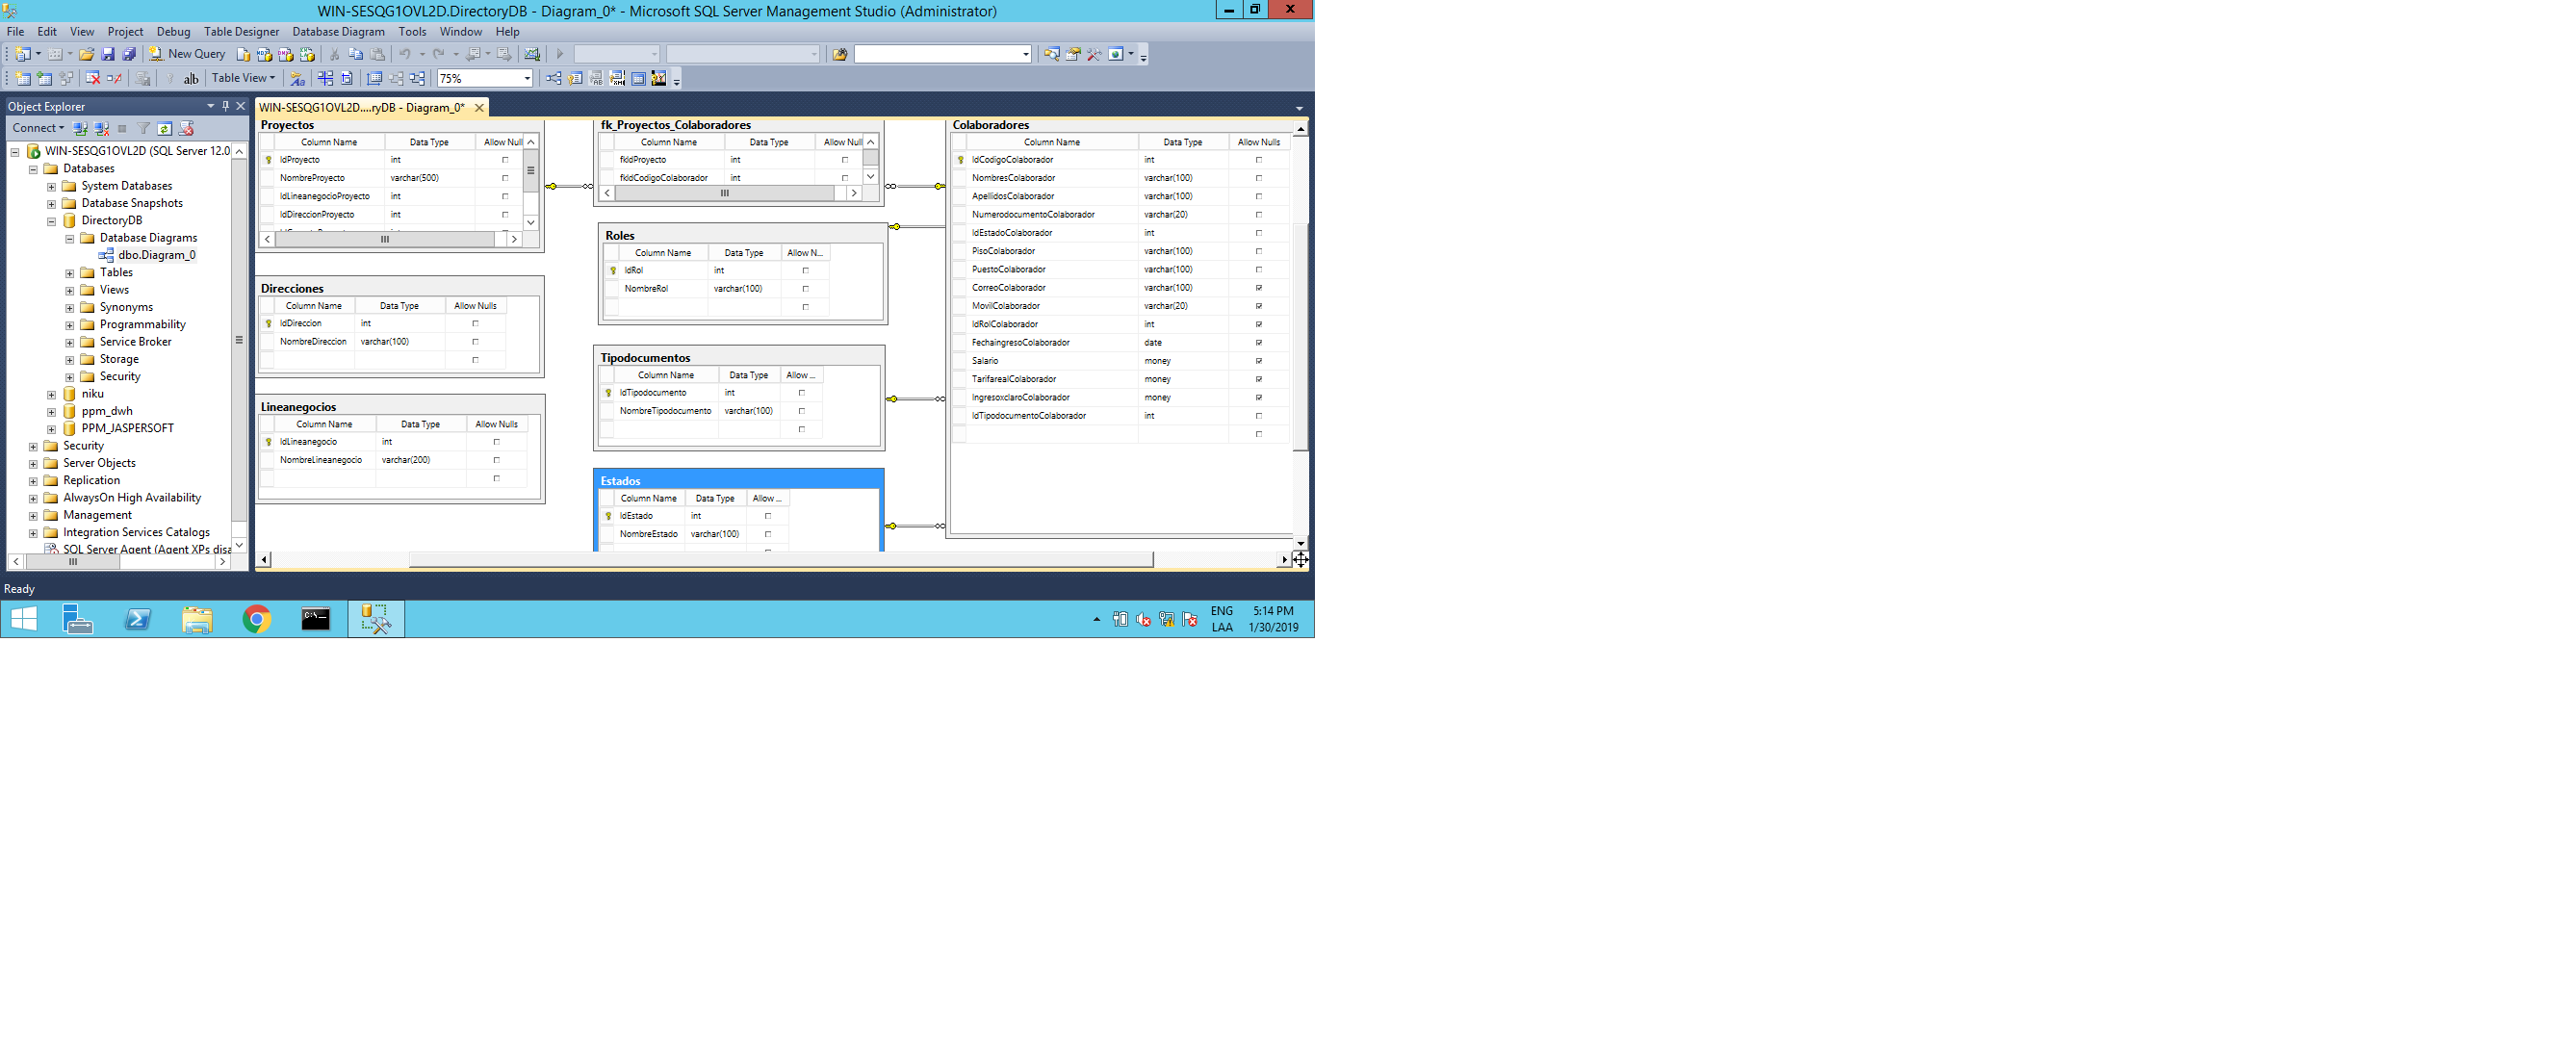 WIN-SESQG1OVL2D.DirectoryDB - Diagram_0* - Microsoft SQL Server Management Studio (Administrator)
File Edit View Project Debug Table Designer Database Diagram Tools Window Help
New Query
ab| Table View 75%
Object Explorer
Connect
WIN-SESQG1OVL2D (SQL Server 12.0
Databases
System Databases
Database Snapshots
DirectoryDB
Database Diagrams
dbo.Diagram_0
Tables
Views
Synonyms
Programmability
Service Broker
Storage
Security
niku
ppm_dwh
PPM_JASPERSOFT
Security
Server Objects
Replication
AlwaysOn High Availability
Management
Integration Services Catalogs
SQL Server Agent (Agent XPs disa
WIN-SESQG1OVL2D....ryDB - Diagram_0*
Proyectos
Column Name Data Type Allow Null
IdProyecto int
NombreProyecto varchar(500)
IdLineanegocioProyecto int
IdDireccionProyecto int
Direcciones
Column Name Data Type Allow Nulls
IdDireccion int
NombreDireccion varchar(100)
Lineanegocios
Column Name Data Type Allow Nulls
IdLineanegocio int
NombreLineanegocio varchar(200)
fk_Proyectos_Colaboradores
Column Name Data Type Allow Null
fkIdProyecto int
fkIdCodigoColaborador int
Roles
Column Name Data Type Allow N...
IdRol int
NombreRol varchar(100)
Tipodocumentos
Column Name Data Type Allow ...
IdTipodocumento int
NombreTipodocumento varchar(100)
Estados
Column Name Data Type Allow ...
IdEstado int
NombreEstado varchar(100)
Colaboradores
Column Name Data Type Allow Nulls
IdCodigoColaborador int
NombresColaborador varchar(100)
ApellidosColaborador varchar(100)
NumerodocumentoColaborador varchar(20)
IdEstadoColaborador int
PisoColaborador varchar(100)
PuestoColaborador varchar(100)
CorreoColaborador varchar(100)
MovilColaborador varchar(20)
IdRolColaborador int
FechaingresoColaborador date
Salario money
TarifarealColaborador money
IngresoxclaroColaborador money
IdTipodocumentoColaborador int
Ready
ENG 5:14 PM
LAA 1/30/2019